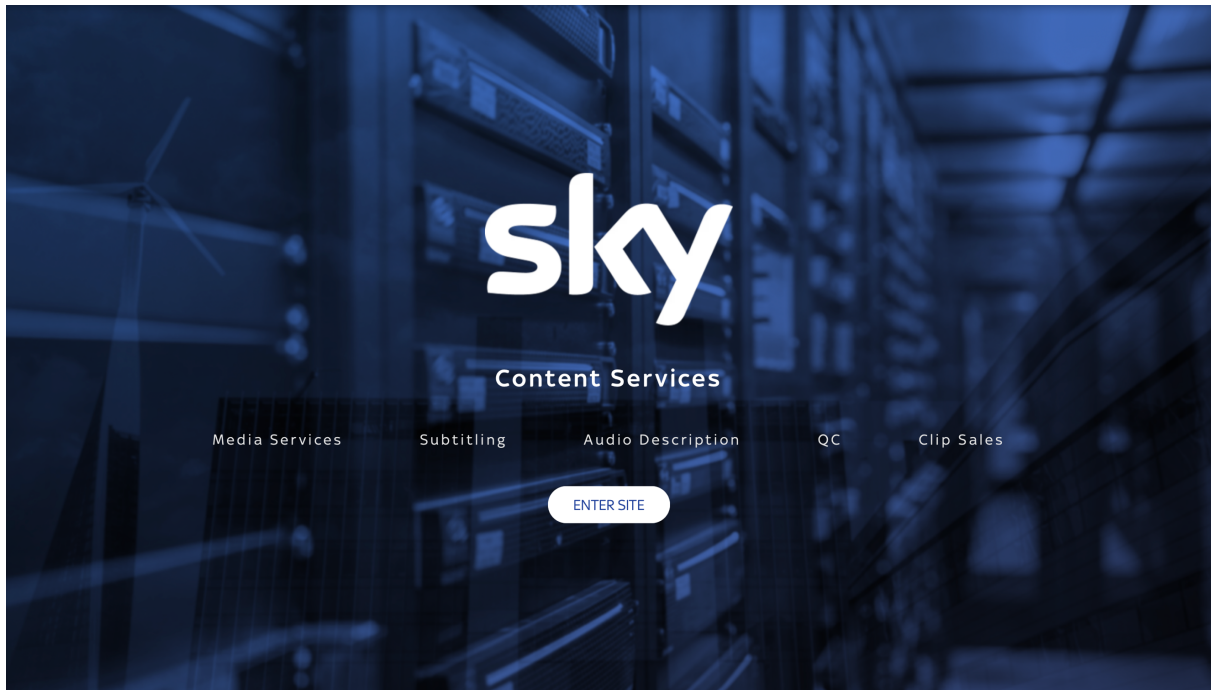 sky
Content Services
Media Services Subtitling Audio Description QC Clip Sales
ENTER SITE